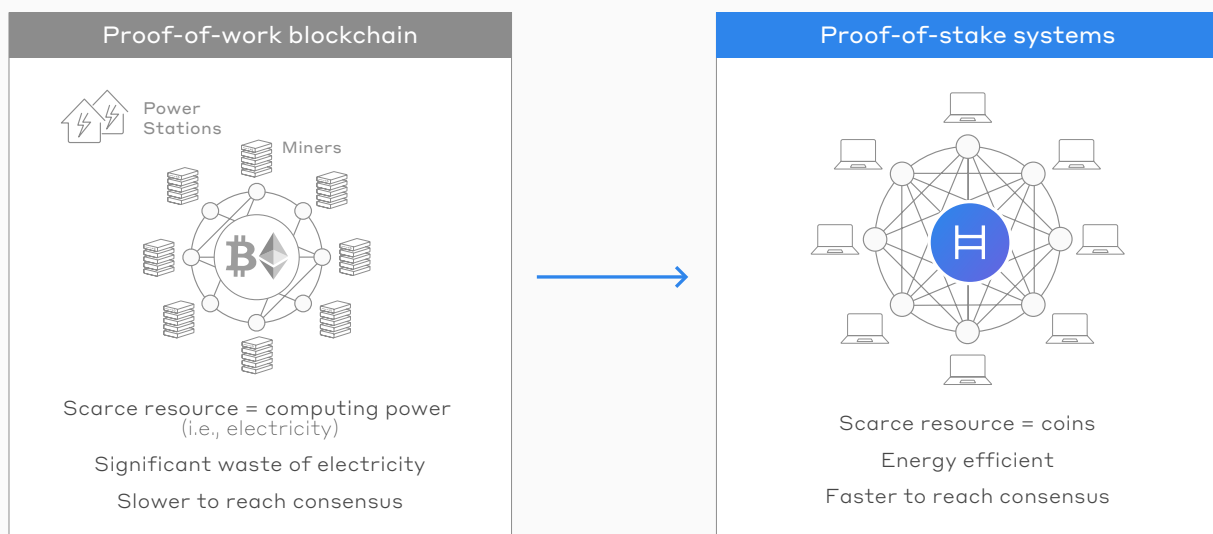 Proof-of-work blockchain
Power
Stations
Miners
Scarce resource = computing power
(i.e., electricity)
Significant waste of electricity
Slower to reach consensus
Proof-of-stake systems
Scarce resource = coins
Energy efficient
Faster to reach consensus